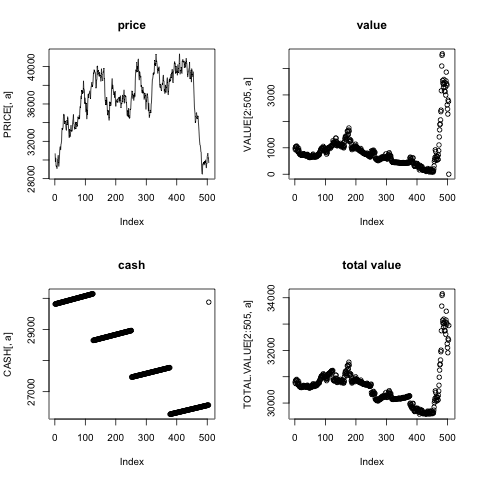 price
PRICE[, a]
28000 32000 36000 40000
0 100 200 300 400 500
Index
value
VALUE[2:505, a]
0 1000 3000
0 100 200 300 400 500
Index
cash
CASH[, a]
27000 29000
0 100 200 300 400 500
Index
total value
TOTAL.VALUE[2:505, a]
30000 32000 34000
0 100 200 300 400 500
Index